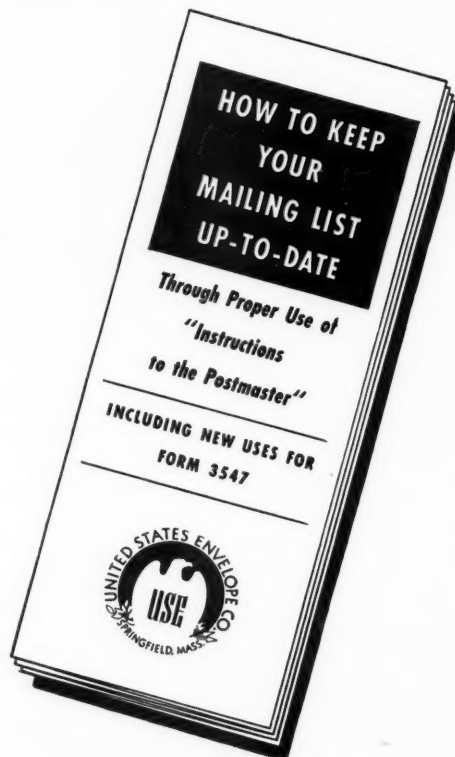 HOW TO KEEP
YOUR
MAILING LIST
UP-TO-DATE
Through Proper Use of
"Instructions
to the Postmaster"
INCLUDING NEW USES FOR
FORM 3547
UNITED STATES ENVELOPE CO.
USE
SPRINGFIELD, MASS.